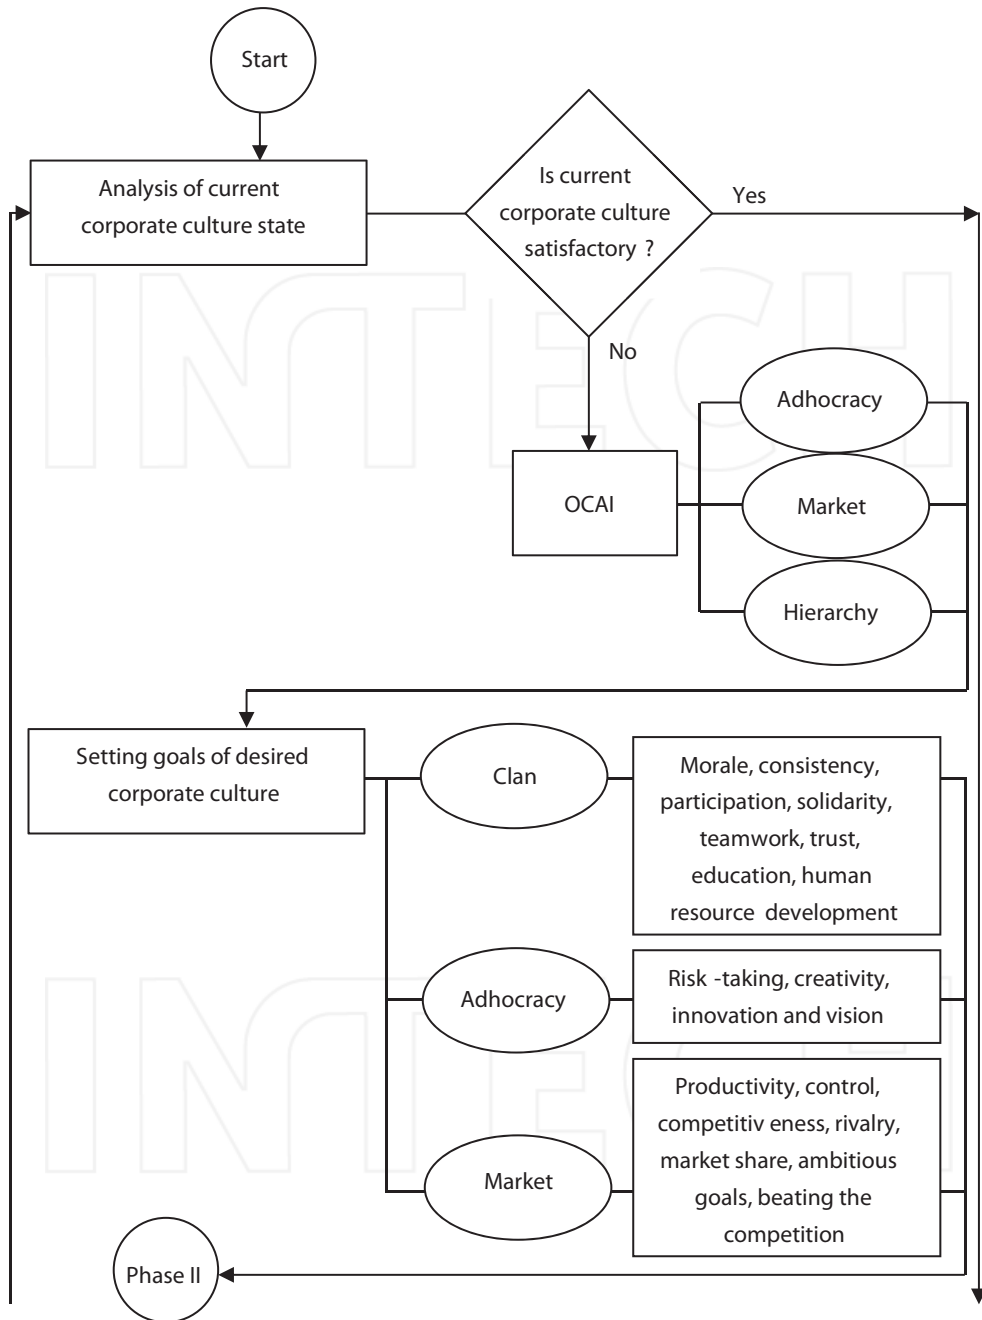 Start
Analysis of current
corporate culture state
Is current
corporate culture
satisfactory ?
Yes
No
OCAI
Adhocracy
Market
Hierarchy
Setting goals of desired
corporate culture
Clan
Morale, consistency,
participation, solidarity,
teamwork, trust,
education, human
resource development
Adhocracy
Risk -taking, creativity,
innovation and vision
Market
Productivity, control,
competitiv eness, rivalry,
market share, ambitious
goals, beating the
competition
Phase II
INTECH
INTECH